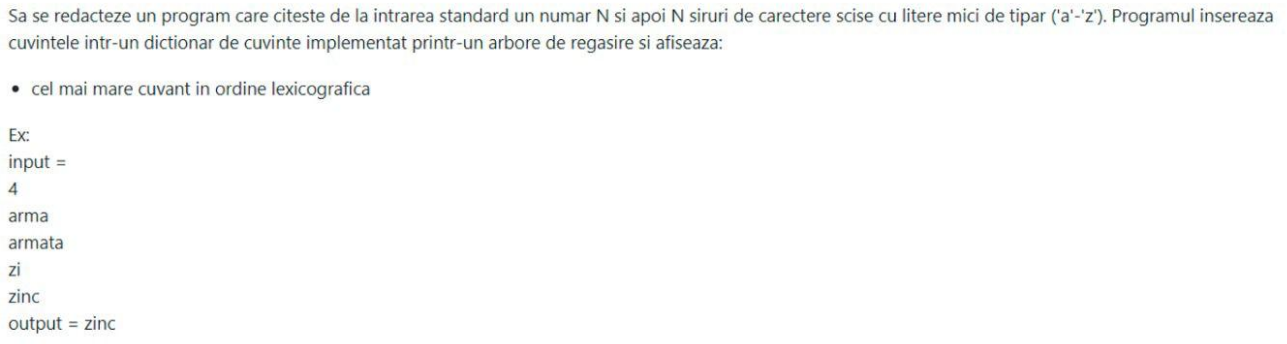 Sa se redacteze un program care citeste de la intrarea standard un numar N si apoi N siruri de carectere scise cu litere mici de tipar ('a'-'z'). Programul insereaza
cuvintele intr-un dictionar de cuvinte implementat printr-un arbore de regasire si afiseaza:
• cel mai mare cuvant in ordine lexicografica
Ex:
input =
4
arma
armata
zi
zinc
output = zinc